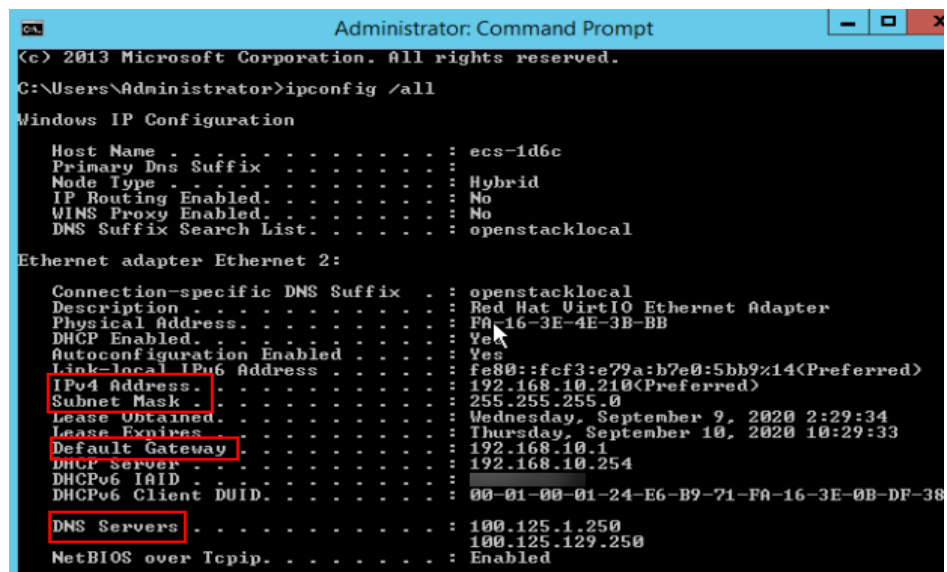 Administrator: Command Prompt
(c) 2013 Microsoft Corporation. All rights reserved.
C:\Users\Administrator>ipconfig /all
Windows IP Configuration
Host Name . . . . . . . . . . . . : ecs-1d6c
Primary Dns Suffix  . . . . . . . :
Node Type . . . . . . . . . . . . : Hybrid
IP Routing Enabled. . . . . . . . : No
WINS Proxy Enabled. . . . . . . . : No
DNS Suffix Search List. . . . . . : openstacklocal
Ethernet adapter Ethernet 2:
Connection-specific DNS Suffix  . : openstacklocal
Description . . . . . . . . . . . : Red Hat VirtIO Ethernet Adapter
Physical Address. . . . . . . . . : FA-16-3E-4E-3B-BB
DHCP Enabled. . . . . . . . . . . : Yes
Autoconfiguration Enabled . . . . : Yes
Link-local IPv6 Address . . . . . : fe80::fcf3:e79a:b7e0:5bb9%14(Preferred)
IPv4 Address. . . . . . . . . . . : 192.168.10.210(Preferred)
Subnet Mask . . . . . . . . . . . : 255.255.255.0
Lease Obtained. . . . . . . . . . : Wednesday, September 9, 2020 2:29:34
Lease Expires . . . . . . . . . . : Thursday, September 10, 2020 10:29:33
Default Gateway . . . . . . . . . : 192.168.10.1
DHCP Server . . . . . . . . . . . : 192.168.10.254
DHCPv6 IAID . . . . . . . . . . . :
DHCPv6 Client DUID. . . . . . . . : 00-01-00-01-24-E6-B9-71-FA-16-3E-0B-DF-38
DNS Servers . . . . . . . . . . . : 100.125.1.250
100.125.129.250
NetBIOS over Tcpip. . . . . . . . : Enabled